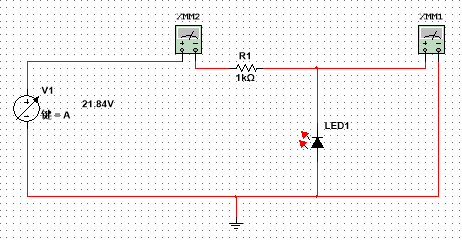 XMM2
XMM1
R1
1kΩ
V1
21.84V
键 = A
LED1